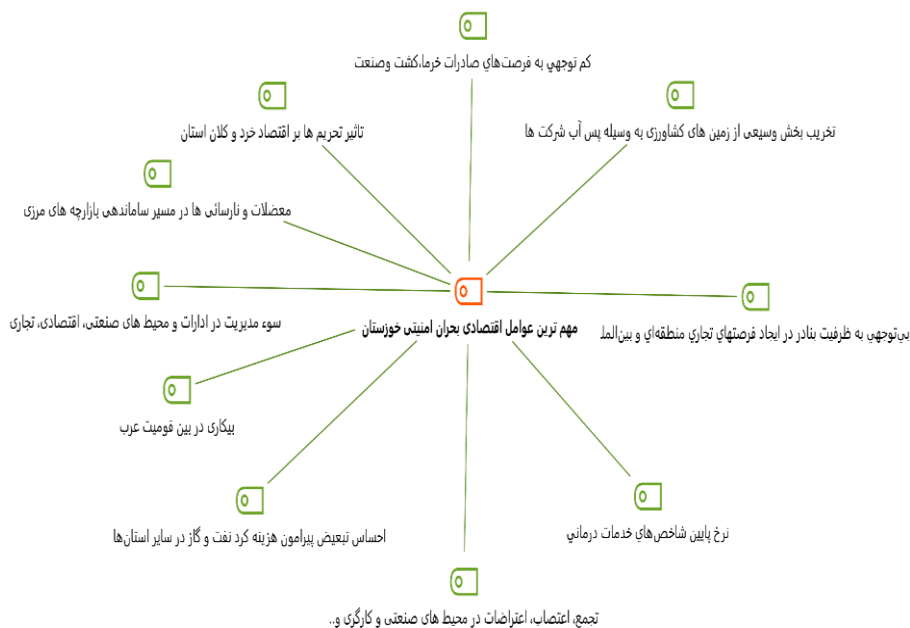 کم توجهي به فرصت‌هاي صادرات خرما،کشت وصنعت
تاثیر تحریم ها بر اقتصاد خرد و کلان استان
تخریب بخش وسیعی از زمین های کشاورزی به وسیله پس آب شرکت ها
معضلات و نارسائی ها در مسیر ساماندهی بازارچه های مرزی
سوء مدیریت در ادارات و محیط های صنعتی، اقتصادی، تجاری
مهم ترین عوامل اقتصادی بحران امنیتی خوزستان
بي‌توجهي به ظرفيت بنادر در ايجاد فرصتهاي تجاري منطقه‌اي و بين‌المل
بیکاری در بین قومیت عرب
احساس تبعیض پیرامون هزینه کرد نفت و گاز در سایر استان‌ها
نرخ پايين شاخص‌هاي خدمات درماني
تجمع، اعتصاب، اعتراضات در محیط های صنعتی و کارگری و..